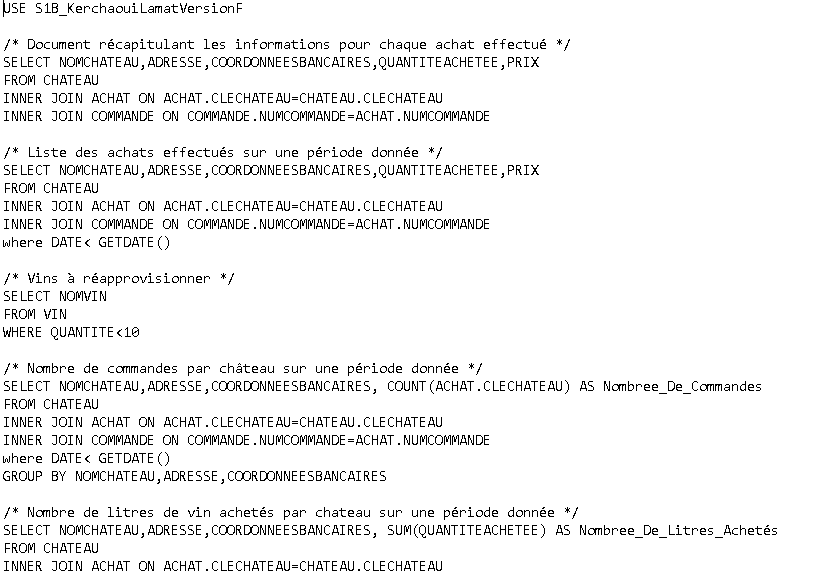 USE S1B_KerchaouiLamatVersionF
/* Document récapitulant les informations pour chaque achat effectué */
SELECT NOMCHATEAU,ADRESSE,COORDONNEESBANCAIRES,QUANTITEACHETEE,PRIX
FROM CHATEAU
INNER JOIN ACHAT ON ACHAT.CLECHATEAU=CHATEAU.CLECHATEAU
INNER JOIN COMMANDE ON COMMANDE.NUMCOMMANDE=ACHAT.NUMCOMMANDE
/* Liste des achats effectués sur une période donnée */
SELECT NOMCHATEAU,ADRESSE,COORDONNEESBANCAIRES,QUANTITEACHETEE,PRIX
FROM CHATEAU
INNER JOIN ACHAT ON ACHAT.CLECHATEAU=CHATEAU.CLECHATEAU
INNER JOIN COMMANDE ON COMMANDE.NUMCOMMANDE=ACHAT.NUMCOMMANDE
where DATE< GETDATE()
/* Vins à réapprovisionner */
SELECT NOMVIN
FROM VIN
WHERE QUANTITE<10
/* Nombre de commandes par château sur une période donnée */
SELECT NOMCHATEAU,ADRESSE,COORDONNEESBANCAIRES, COUNT(ACHAT.CLECHATEAU) AS Nombree_De_Commandes
FROM CHATEAU
INNER JOIN ACHAT ON ACHAT.CLECHATEAU=CHATEAU.CLECHATEAU
INNER JOIN COMMANDE ON COMMANDE.NUMCOMMANDE=ACHAT.NUMCOMMANDE
where DATE< GETDATE()
GROUP BY NOMCHATEAU,ADRESSE,COORDONNEESBANCAIRES
/* Nombre de litres de vin achetés par chateau sur une période donnée */
SELECT NOMCHATEAU,ADRESSE,COORDONNEESBANCAIRES, SUM(QUANTITEACHETEE) AS Nombree_De_Litres_Achetés
FROM CHATEAU
INNER JOIN ACHAT ON ACHAT.CLECHATEAU=CHATEAU.CLECHATEAU